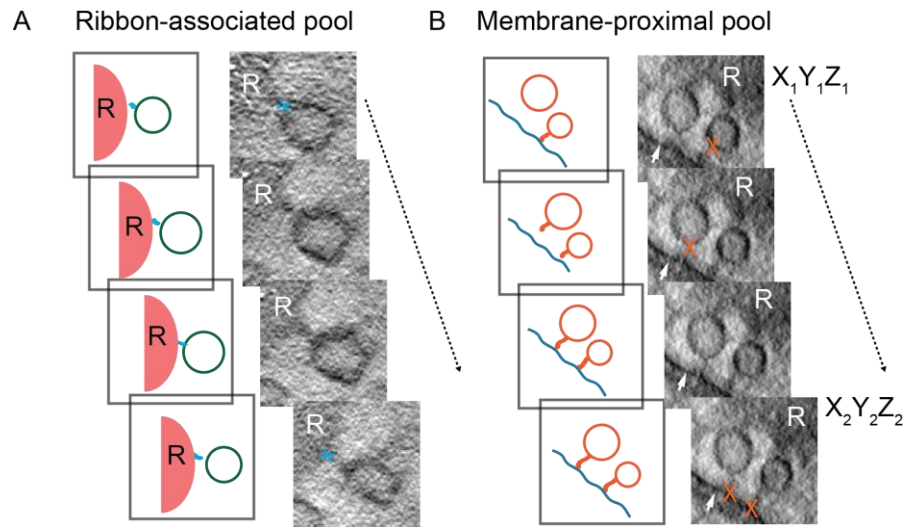 A Ribbon-associated pool
B Membrane-proximal pool
R
R
R
R
R
R
R
R
R X₁Y₁Z₁
R
R
R X₂Y₂Z₂